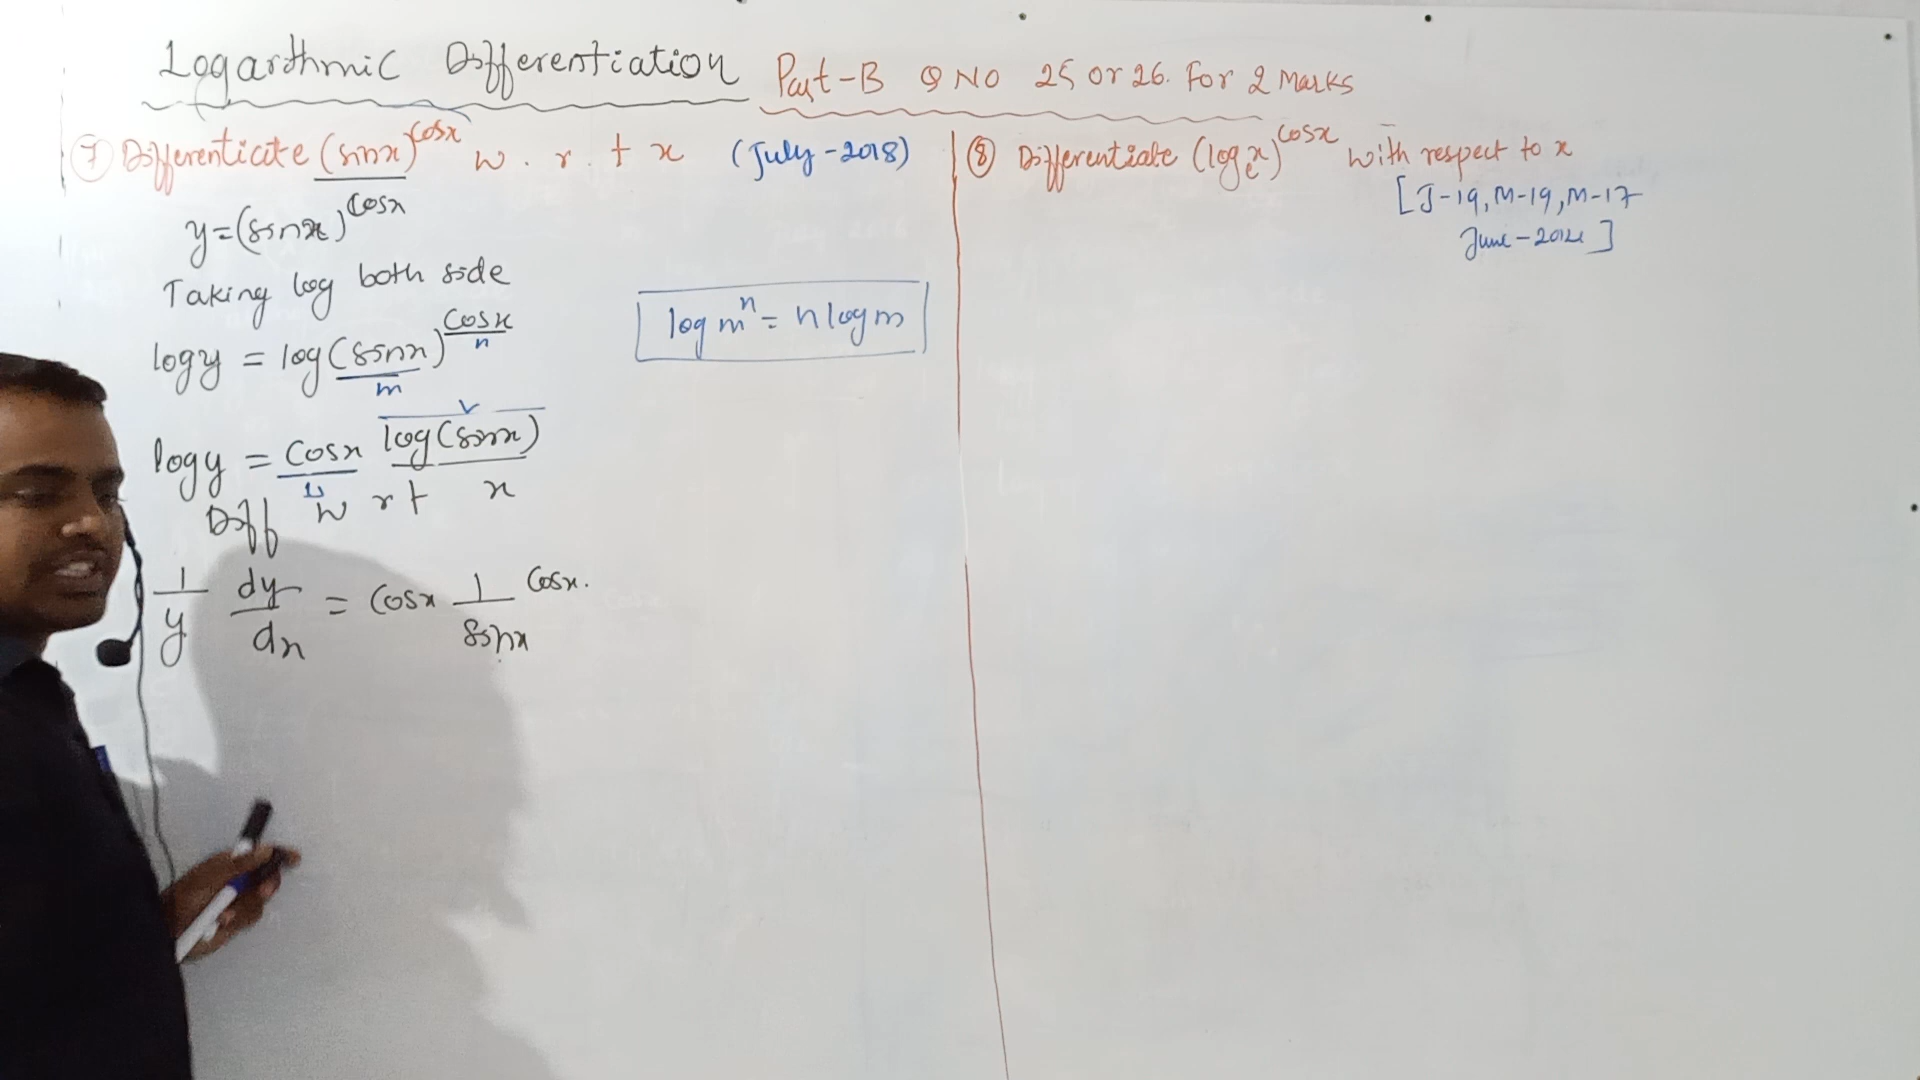 Logarithmic Differentiation Part-B Q NO 25 or 26. For 2 Marks
⑦ Differentiate (sinx)^cosx w.r.t x (July-2018)
y=(sinx)^cosx
Taking log both side
logy = log(sinx)^cosx
m n
log m^n = n log m
logy = cosx log(sinx)
u v
Diff w r t x
1/y dy/dx = cosx 1/sinx cosx.
⑧ Differentiate (log_e x)^cosx with respect to x
[J-19, M-19, M-17
June-2014]